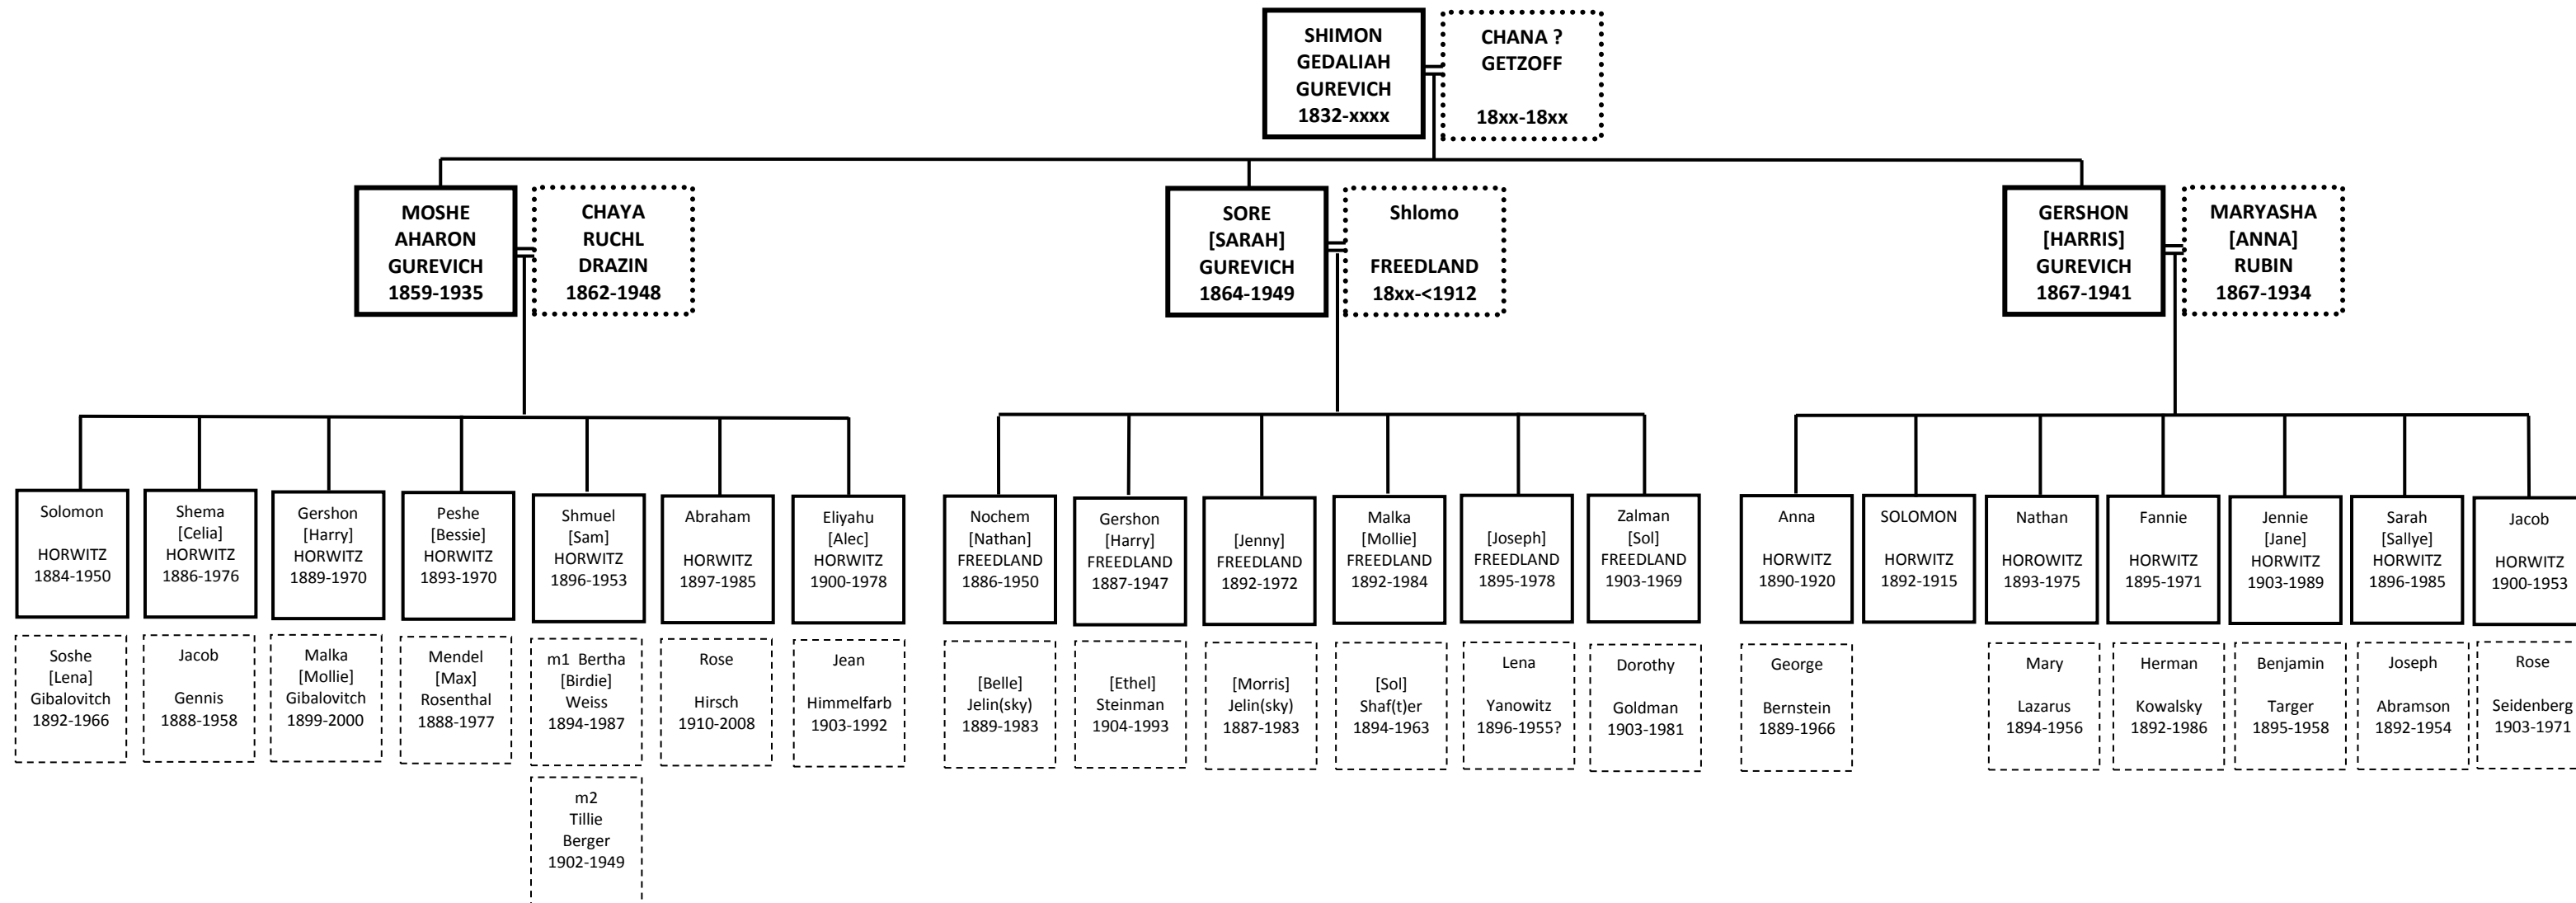 SHIMON
GEDALIAH
GUREVICH
1832-xxxx
CHANA ?
GETZOFF
18xx-18xx
MOSHE
AHARON
GUREVICH
1859-1935
CHAYA
RUCHL
DRAZIN
1862-1948
SORE
[SARAH]
GUREVICH
1864-1949
Shlomo
FREEDLAND
18xx-<1912
GERSHON
[HARRIS]
GUREVICH
1867-1941
MARYASHA
[ANNA]
RUBIN
1867-1934
Solomon
HORWITZ
1884-1950
Shema
[Celia]
HORWITZ
1886-1976
Gershon
[Harry]
HORWITZ
1889-1970
Peshe
[Bessie]
HORWITZ
1893-1970
Shmuel
[Sam]
HORWITZ
1896-1953
Abraham
HORWITZ
1897-1985
Eliyahu
[Alec]
HORWITZ
1900-1978
Nochem
[Nathan]
FREEDLAND
1886-1950
Gershon
[Harry]
FREEDLAND
1887-1947
[Jenny]
FREEDLAND
1892-1972
Malka
[Mollie]
FREEDLAND
1892-1984
[Joseph]
FREEDLAND
1895-1978
Zalman
[Sol]
FREEDLAND
1903-1969
Anna
HORWITZ
1890-1920
SOLOMON
HORWITZ
1892-1915
Nathan
HOROWITZ
1893-1975
Fannie
HORWITZ
1895-1971
Jennie
[Jane]
HORWITZ
1903-1989
Sarah
[Sallye]
HORWITZ
1896-1985
Jacob
HORWITZ
1900-1953
Soshe
[Lena]
Gibalovitch
1892-1966
Jacob
Gennis
1888-1958
Malka
[Mollie]
Gibalovitch
1899-2000
Mendel
[Max]
Rosenthal
1888-1977
m1 Bertha
[Birdie]
Weiss
1894-1987
Rose
Hirsch
1910-2008
Jean
Himmelfarb
1903-1992
[Belle]
Jelin(sky)
1889-1983
[Ethel]
Steinman
1904-1993
[Morris]
Jelin(sky)
1887-1983
[Sol]
Shaf(t)er
1894-1963
Lena
Yanowitz
1896-1955?
Dorothy
Goldman
1903-1981
George
Bernstein
1889-1966
Mary
Lazarus
1894-1956
Herman
Kowalsky
1892-1986
Benjamin
Targer
1895-1958
Joseph
Abramson
1892-1954
Rose
Seidenberg
1903-1971
m2
Tillie
Berger
1902-1949